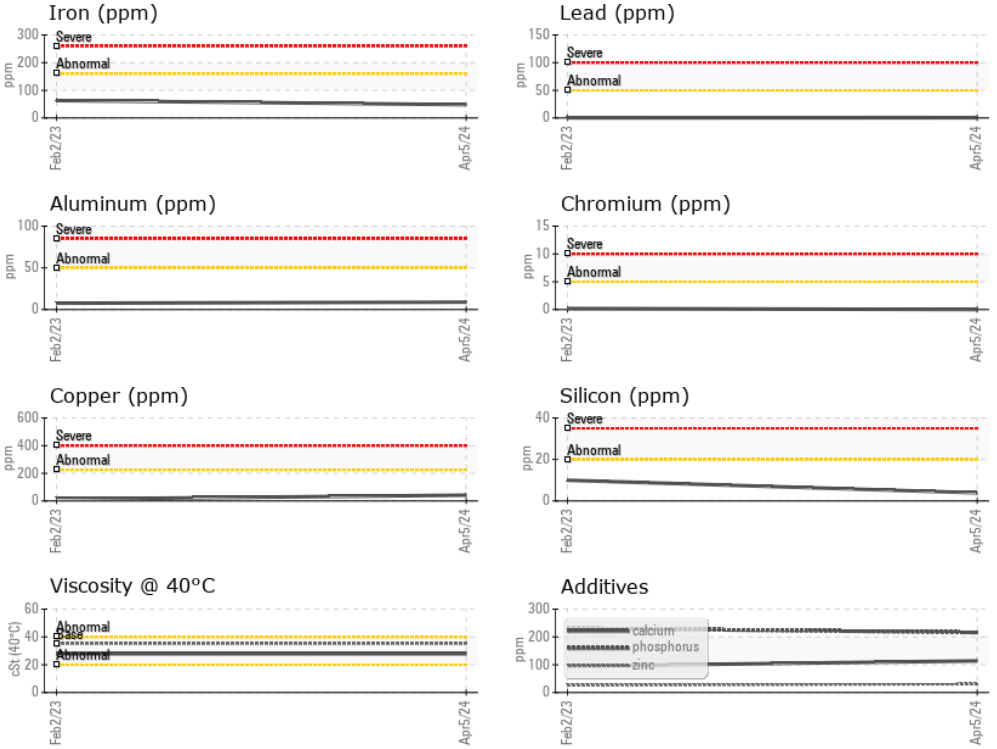 Iron (ppm)
300
200
100
0
ppm
Severe
Abnormal
Feb2/23
Apr5/24
Lead (ppm)
150
100
50
0
ppm
Severe
Abnormal
Feb2/23
Apr5/24
Aluminum (ppm)
100
50
0
ppm
Severe
Abnormal
Feb2/23
Apr5/24
Chromium (ppm)
15
10
5
0
ppm
Severe
Abnormal
Feb2/23
Apr5/24
Copper (ppm)
600
400
200
0
ppm
Severe
Abnormal
Feb2/23
Apr5/24
Silicon (ppm)
40
20
0
ppm
Severe
Abnormal
Feb2/23
Apr5/24
Viscosity @ 40°C
60
40
20
0
cSt (40°C)
Abnormal
Base
Abnormal
Feb2/23
Apr5/24
Additives
300
200
100
0
ppm
calcium
phosphorus
zinc
Feb2/23
Apr5/24